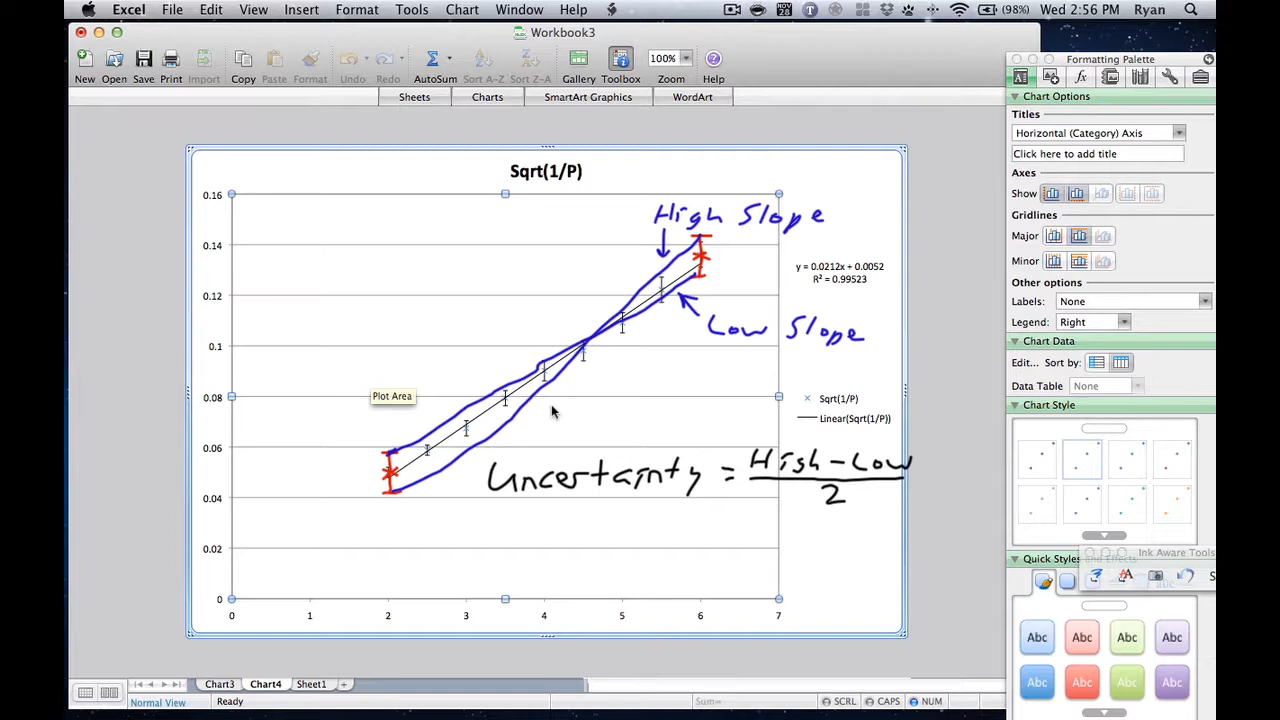 Excel File Edit View Insert Format Tools Chart Window Help NOV 28 (98%) Wed 2:56 PM Ryan
Workbook3
New Open Save Print Import Copy Paste Format Undo Redo AutoSum Sort A-Z Sort Z-A Gallery Toolbox 100% Zoom Help
Sheets Charts SmartArt Graphics WordArt
Formatting Palette
Chart Options
Titles
Horizontal (Category) Axis
Click here to add title
Axes
Show
Gridlines
Major
Minor
Other options
Labels: None
Legend: Right
Chart Data
Edit... Sort by:
Data Table None
Chart Style
Quick Styles and Effects
Ink Aware Tools
Abc Abc Abc Abc
Abc Abc Abc Abc
Sqrt(1/P)
0.16
0.14
0.12
0.1
0.08
0.06
0.04
0.02
0
0 1 2 3 4 5 6 7
High Slope
y = 0.0212x + 0.0052
R² = 0.99523
Low Slope
Plot Area
Sqrt(1/P)
Linear(Sqrt(1/P))
Uncertainty = High-Low
2
Chart3 Chart4 Sheet1
Normal View Ready Sum= SCRL CAPS NUM